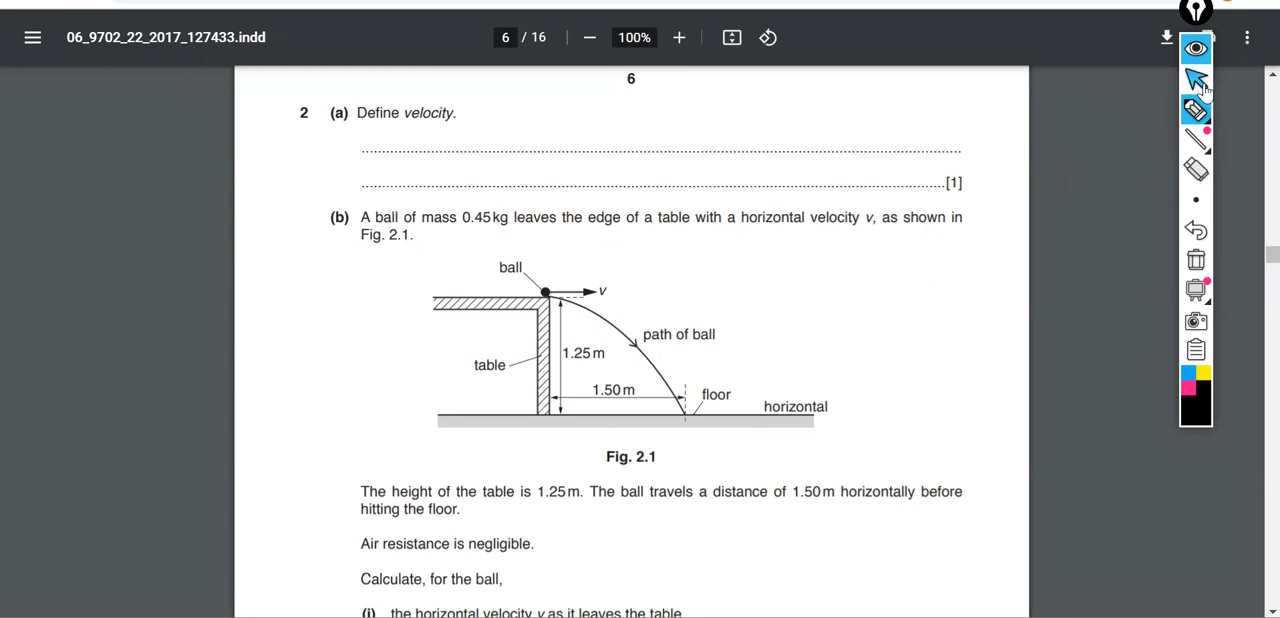 06_9702_22_2017_127433.indd
6 / 16
100%
6
2 (a) Define velocity.
[1]
(b) A ball of mass 0.45 kg leaves the edge of a table with a horizontal velocity v, as shown in
Fig. 2.1.
ball
v
path of ball
1.25 m
table
1.50 m
floor
horizontal
Fig. 2.1
The height of the table is 1.25 m. The ball travels a distance of 1.50 m horizontally before
hitting the floor.
Air resistance is negligible.
Calculate, for the ball,
(i) the horizontal velocity v as it leaves the table